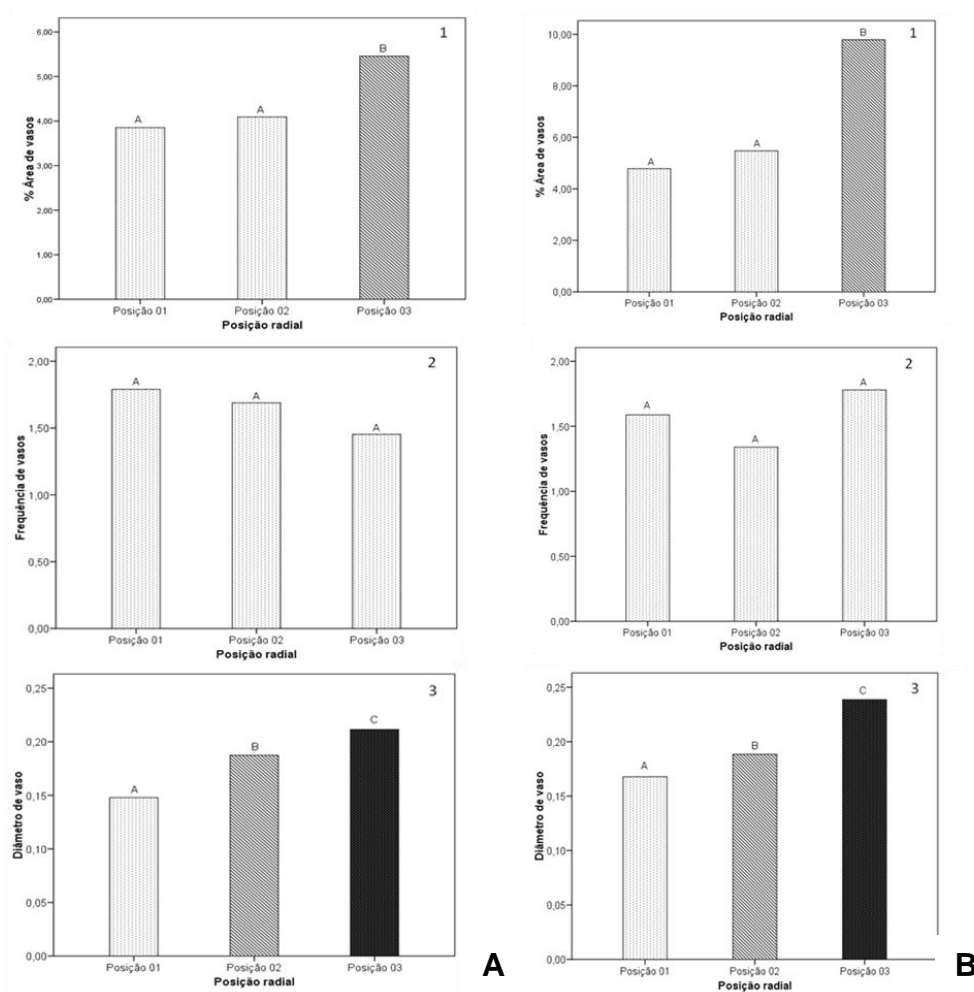 1
% Área de vasos
6,00
5,00
4,00
3,00
2,00
1,00
0,00
A
A
B
Posição 01
Posição 02
Posição 03
Posição radial
1
% Área de vasos
10,00
8,00
6,00
4,00
2,00
0,00
A
A
B
Posição 01
Posição 02
Posição 03
Posição radial
2
Frequência de vasos
2,00
1,50
1,00
0,50
0,00
A
A
A
Posição 01
Posição 02
Posição 03
Posição radial
2
Frequência de vasos
2,00
1,50
1,00
0,50
0,00
A
A
A
Posição 01
Posição 02
Posição 03
Posição radial
3
Diâmetro de vaso
0,25
0,20
0,15
0,10
0,05
0,00
A
B
C
Posição 01
Posição 02
Posição 03
Posição radial
A
3
Diâmetro de vaso
0,25
0,20
0,15
0,10
0,05
0,00
A
B
C
Posição 01
Posição 02
Posição 03
Posição radial
B